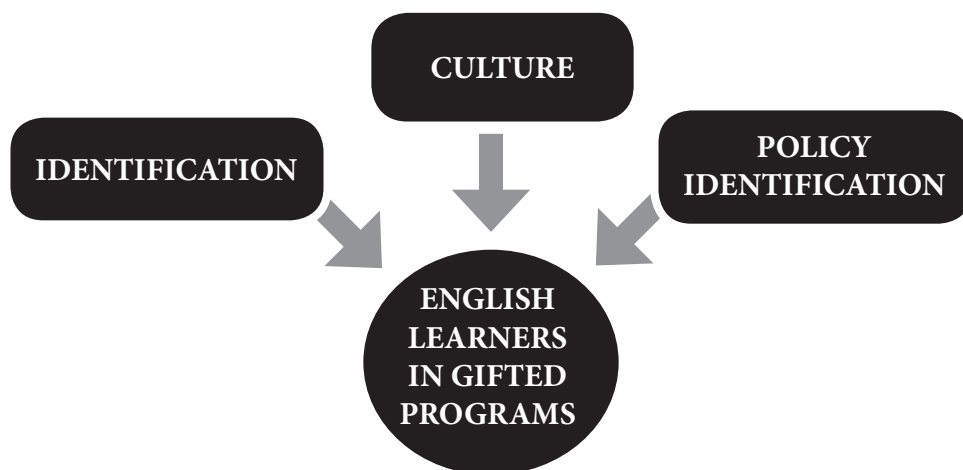 CULTURE
IDENTIFICATION
POLICY
IDENTIFICATION
ENGLISH
LEARNERS
IN GIFTED
PROGRAMS